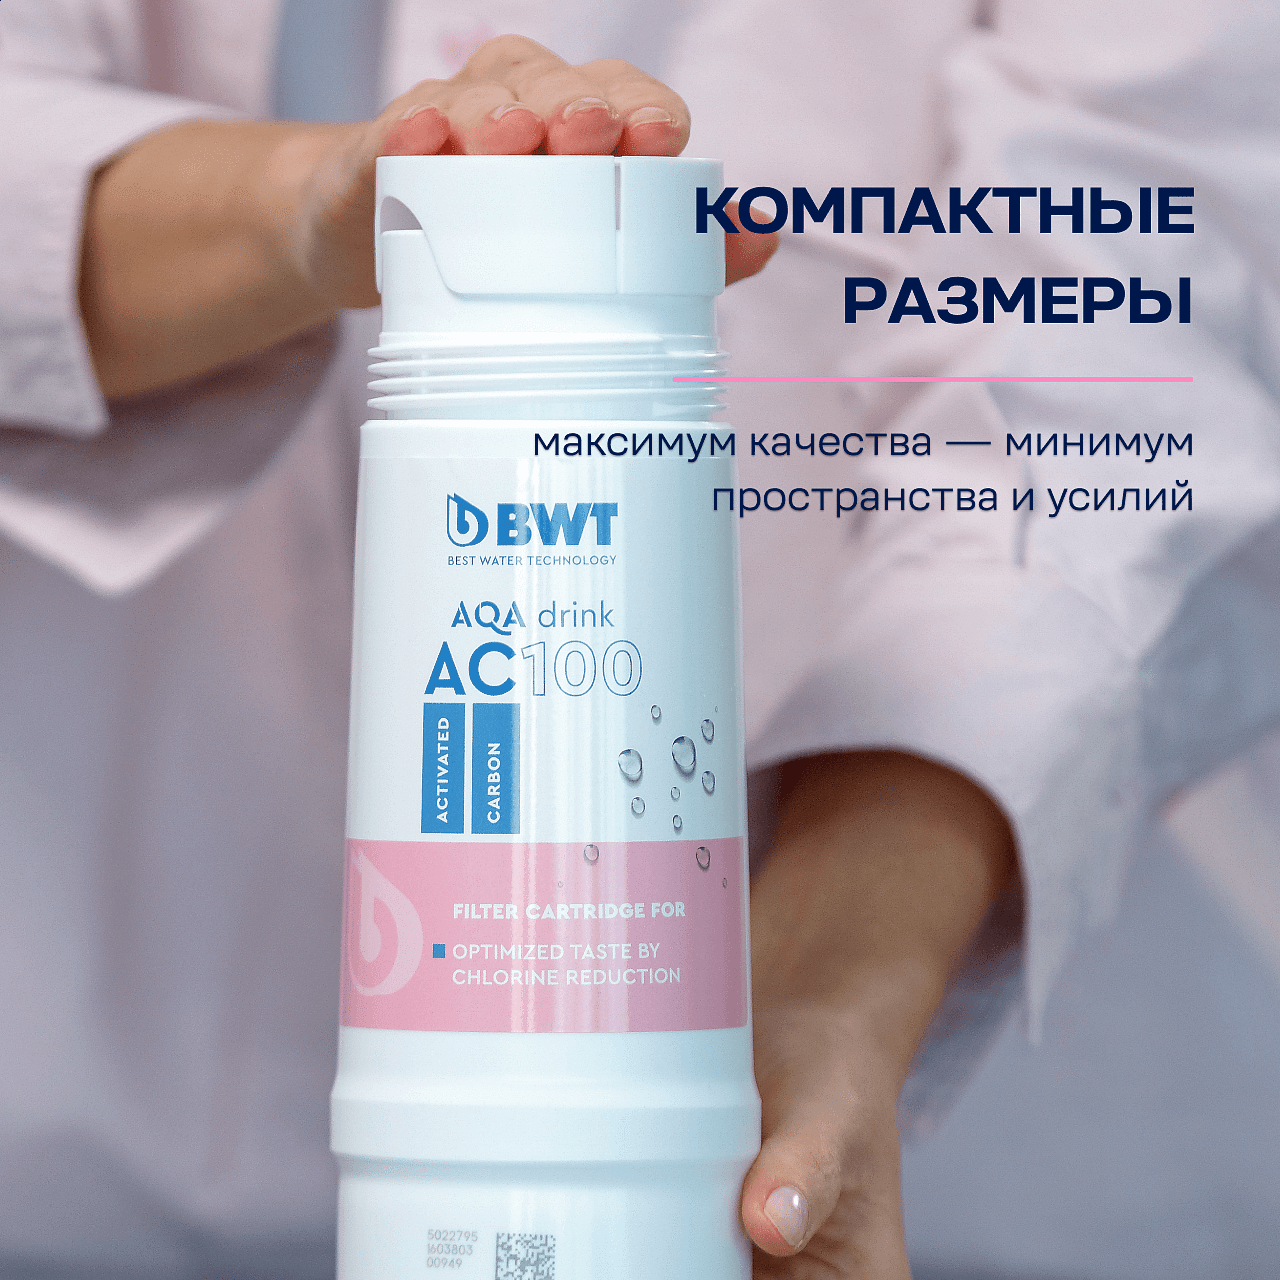 КОМПАКТНЫЕ
РАЗМЕРЫ
максимум качества — минимум
пространства и усилий
BWT
BEST WATER TECHNOLOGY
AQA drink
AC100
ACTIVATED
CARBON
FILTER CARTRIDGE FOR
OPTIMIZED TASTE BY
CHLORINE REDUCTION
5022795
1603803
00949